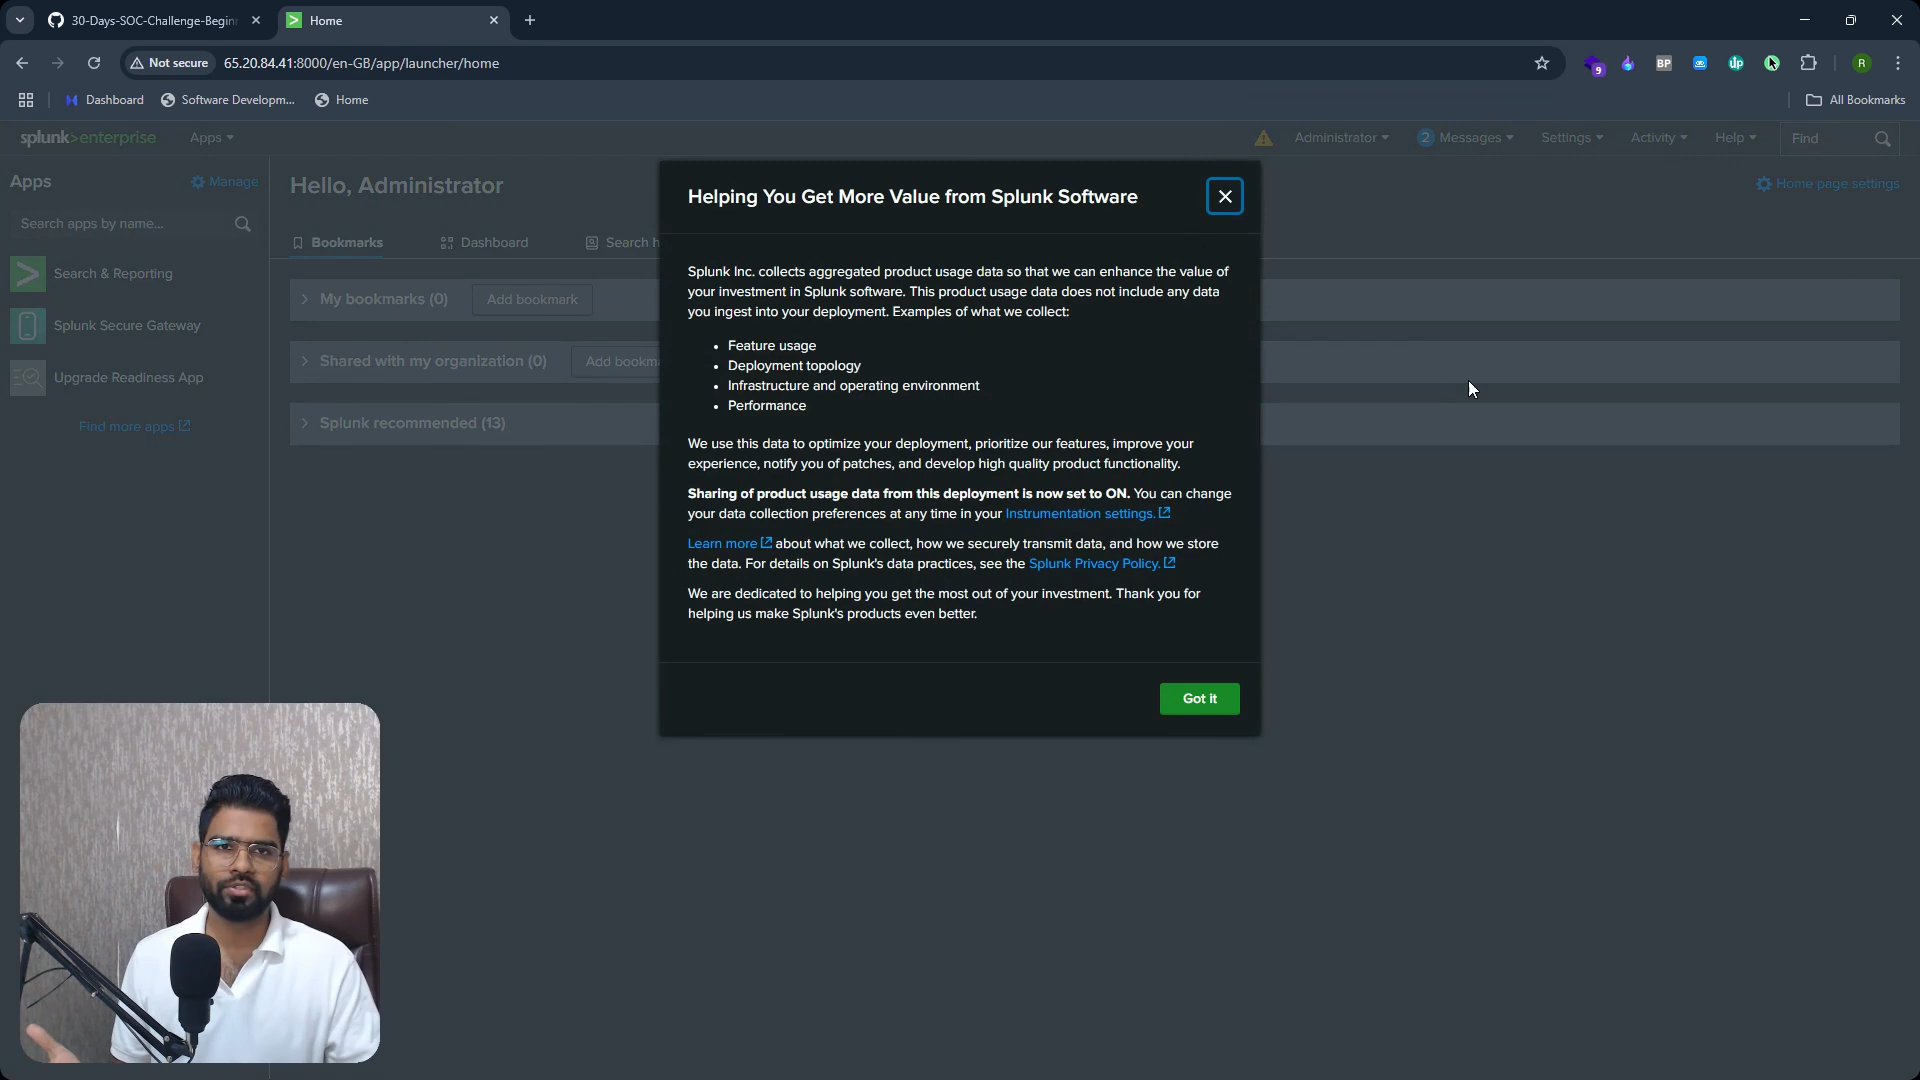 30-Days-SOC-Challenge-Begin
Home
Not secure
65.20.84.41:8000/en-GB/app/launcher/home
9
BP
up
R
Dashboard
Software Developm...
Home
All Bookmarks
splunk>enterprise
Apps
Administrator
2 Messages
Settings
Activity
Help
Find
Apps
Manage
Hello, Administrator
Home page settings
Search apps by name...
Search & Reporting
Splunk Secure Gateway
Upgrade Readiness App
Find more apps
Bookmarks
Dashboard
Search h
My bookmarks (0)
Add bookmark
Shared with my organization (0)
Add bookma
Splunk recommended (13)
Helping You Get More Value from Splunk Software
Splunk Inc. collects aggregated product usage data so that we can enhance the value of
your investment in Splunk software. This product usage data does not include any data
you ingest into your deployment. Examples of what we collect:
• Feature usage
• Deployment topology
• Infrastructure and operating environment
• Performance
We use this data to optimize your deployment, prioritize our features, improve your
experience, notify you of patches, and develop high quality product functionality.
Sharing of product usage data from this deployment is now set to ON. You can change
your data collection preferences at any time in your Instrumentation settings.
Learn more about what we collect, how we securely transmit data, and how we store
the data. For details on Splunk's data practices, see the Splunk Privacy Policy.
We are dedicated to helping you get the most out of your investment. Thank you for
helping us make Splunk's products even better.
Got it